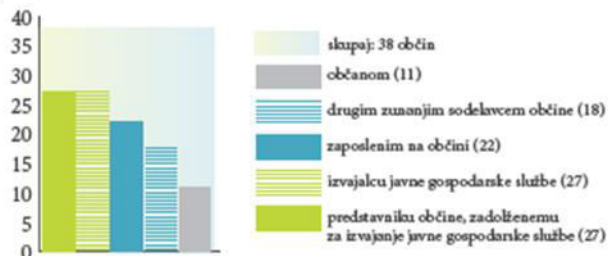 40
35
30
25
20
15
10
5
0
skupaj: 38 občin
občanom (11)
drugim zunanjim sodelavcem občine (18)
zaposlenim na občini (22)
izvajalcu javne gospodarske službe (27)
predstavniku občine, zadolženemu
za izvajanje javne gospodarske službe (27)